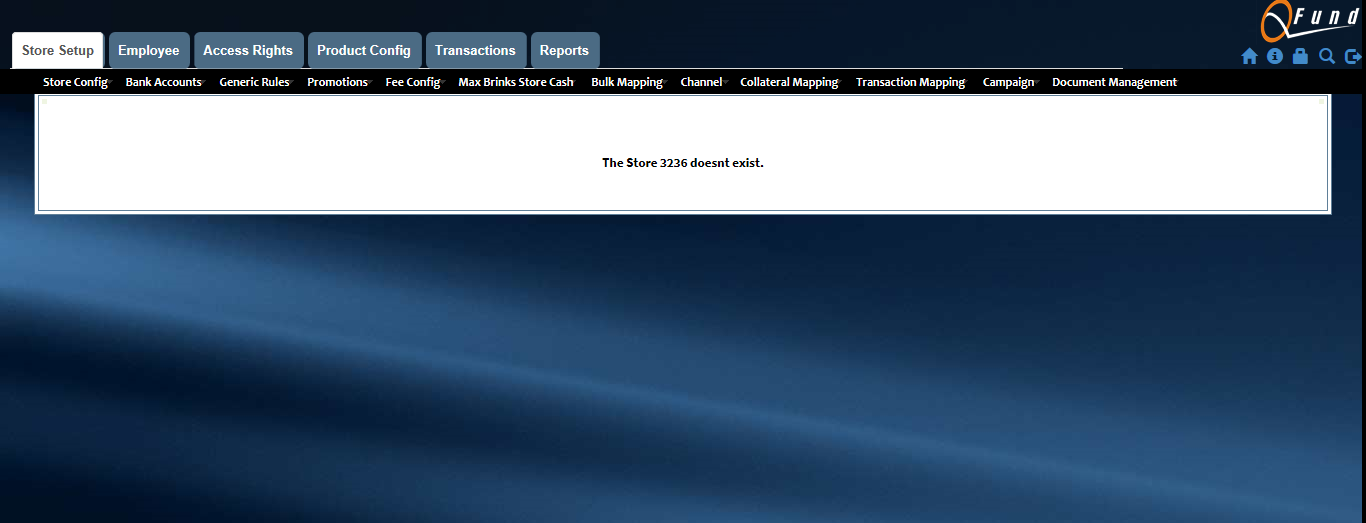 QFund
Store Setup Employee Access Rights Product Config Transactions Reports
Store Config Bank Accounts Generic Rules Promotions Fee Config Max Brinks Store Cash Bulk Mapping Channel Collateral Mapping Transaction Mapping Campaign Document Management
The Store 3236 doesnt exist.